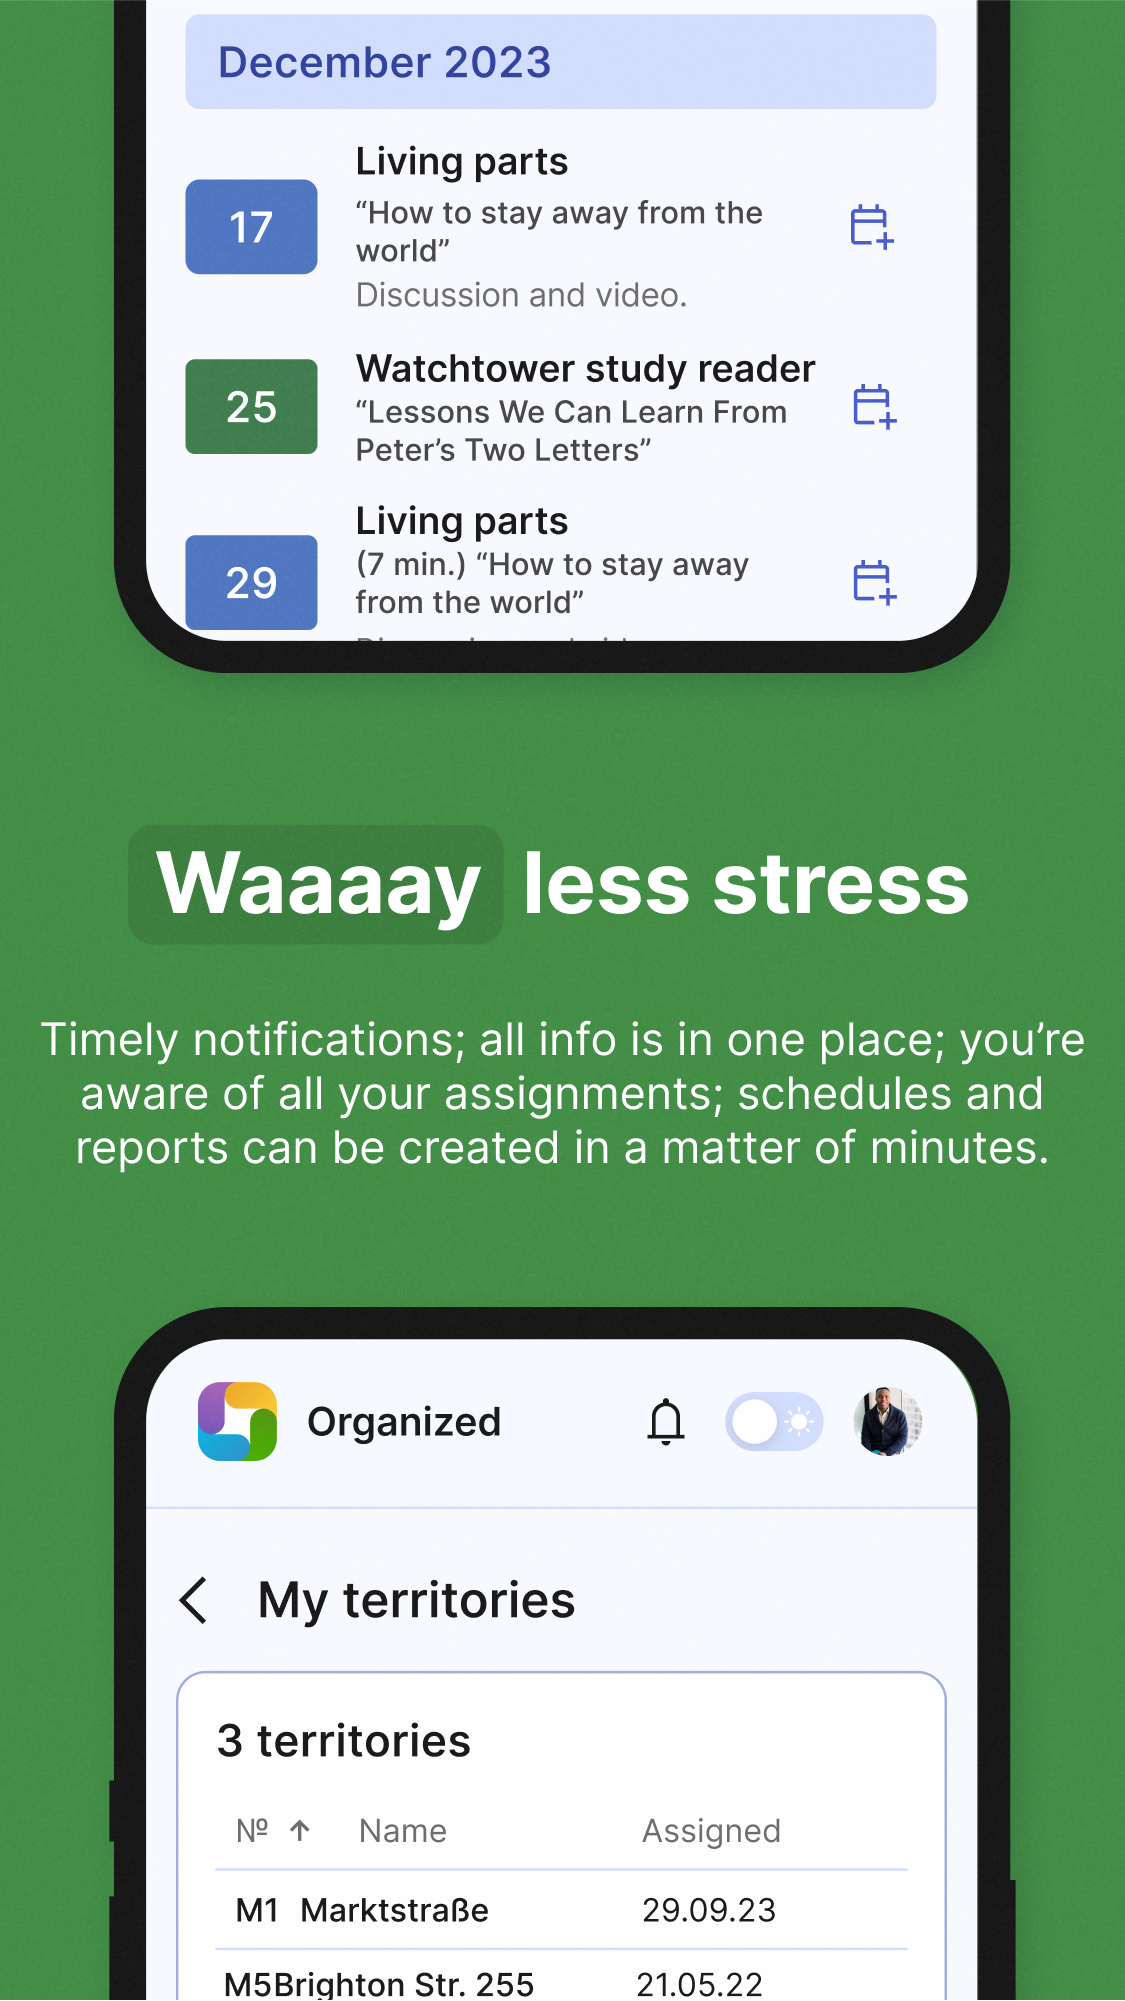 December 2023
Living parts
17
“How to stay away from the
world”
Discussion and video.
Watchtower study reader
25
“Lessons We Can Learn From
Peter’s Two Letters”
Living parts
29
(7 min.) “How to stay away
from the world”
Waaaay less stress
Timely notifications; all info is in one place; you’re
aware of all your assignments; schedules and
reports can be created in a matter of minutes.
Organized
My territories
3 territories
№ ↑ Name Assigned
M1 Marktstraße 29.09.23
M5Brighton Str. 255 21.05.22